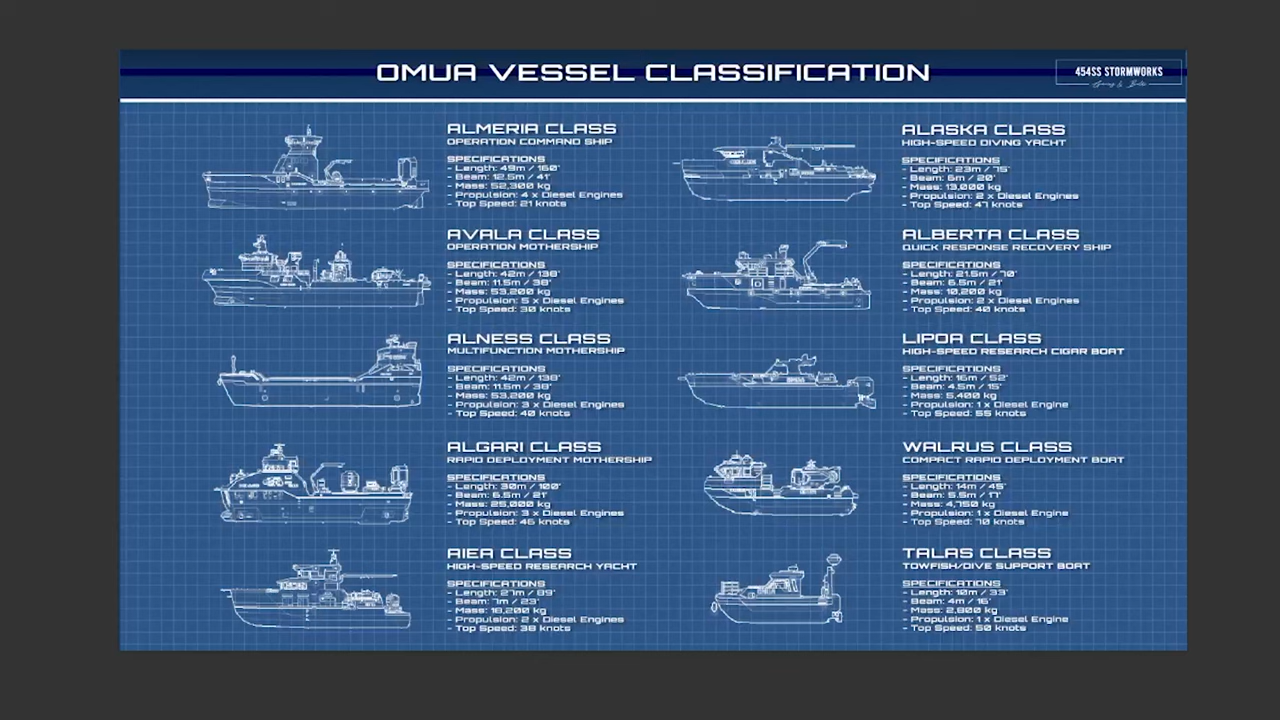 OMUA VESSEL CLASSIFICATION
454SS STORMWORKS
ALMERIA CLASS
OPERATION COMMAND SHIP
SPECIFICATIONS
- Length: 49m / 160'
- Beam: 12.5m / 41'
- Mass: 52,300 kg
- Propulsion: 4 x Diesel Engines
- Top Speed: 21 knots
AVALA CLASS
OPERATION MOTHERSHIP
SPECIFICATIONS
- Length: 42m / 138'
- Beam: 11.5m / 38'
- Mass: 53,200 kg
- Propulsion: 5 x Diesel Engines
- Top Speed: 30 knots
ALNESS CLASS
MULTIFUNCTION MOTHERSHIP
SPECIFICATIONS
- Length: 42m / 138'
- Beam: 11.5m / 38'
- Mass: 53,200 kg
- Propulsion: 3 x Diesel Engines
- Top Speed: 40 knots
ALGARI CLASS
RAPID DEPLOYMENT MOTHERSHIP
SPECIFICATIONS
- Length: 30m / 100'
- Beam: 6.5m / 21'
- Mass: 25,000 kg
- Propulsion: 3 x Diesel Engines
- Top Speed: 46 knots
AIEA CLASS
HIGH-SPEED RESEARCH YACHT
SPECIFICATIONS
- Length: 27m / 89'
- Beam: 7m / 23'
- Mass: 18,200 kg
- Propulsion: 2 x Diesel Engines
- Top Speed: 38 knots
ALASKA CLASS
HIGH-SPEED DIVING YACHT
SPECIFICATIONS
- Length: 23m / 75'
- Beam: 6m / 20'
- Mass: 13,000 kg
- Propulsion: 2 x Diesel Engines
- Top Speed: 47 knots
ALBERTA CLASS
QUICK RESPONSE RECOVERY SHIP
SPECIFICATIONS
- Length: 21.5m / 70'
- Beam: 6.5m / 21'
- Mass: 10,200 kg
- Propulsion: 2 x Diesel Engines
- Top Speed: 40 knots
LIPOA CLASS
HIGH-SPEED RESEARCH CIGAR BOAT
SPECIFICATIONS
- Length: 16m / 52'
- Beam: 4.5m / 15'
- Mass: 5,400 kg
- Propulsion: 1 x Diesel Engine
- Top Speed: 55 knots
WALRUS CLASS
COMPACT RAPID DEPLOYMENT BOAT
SPECIFICATIONS
- Length: 14m / 45'
- Beam: 5.5m / 17'
- Mass: 4,750 kg
- Propulsion: 1 x Diesel Engine
- Top Speed: 70 knots
TALAS CLASS
TOWFISH/DIVE SUPPORT BOAT
SPECIFICATIONS
- Length: 10m / 33'
- Beam: 4m / 16'
- Mass: 2,800 kg
- Propulsion: 1 x Diesel Engine
- Top Speed: 50 knots